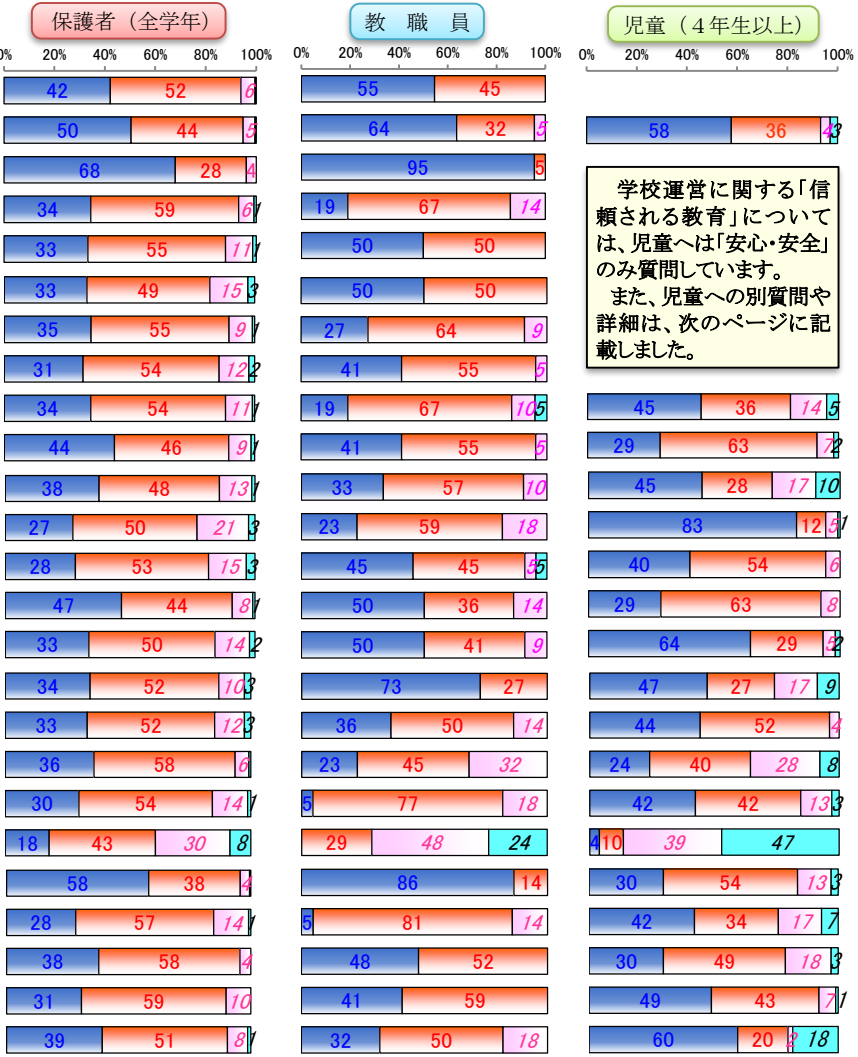 保護者（全学年） 教　職　員 児童（４年生以上）
0% 20% 40% 60% 80% 100% 0% 20% 40% 60% 80% 100% 0% 20% 40% 60% 80% 100%
42 52 6 55 45
50 44 5 64 32 5 58 36 4 3
68 28 4 95 5
学校運営に関する「信
頼される教育」について
は、児童へは「安心・安全」
のみ質問しています。
また、児童への別質問や
詳細は、次のページに記
載しました。
34 59 6 1 19 67 14
33 55 11 1 50 50
33 49 15 3 50 50
35 55 9 1 27 64 9
31 54 12 2 41 55 5
34 54 11 1 19 67 10 5 45 36 14 5
44 46 9 1 41 55 5 29 63 7 2
38 48 13 1 33 57 10 45 28 17 10
27 50 21 3 23 59 18 83 12 5 1
28 53 15 3 45 45 5 5 40 54 6
47 44 8 1 50 36 14 29 63 8
33 50 14 2 50 41 9 64 29 5 2
34 52 10 3 73 27 47 27 17 9
33 52 12 3 36 50 14 44 52 4
36 58 6 23 45 32 24 40 28 8
30 54 14 1 5 77 18 42 42 13 3
18 43 30 8 29 48 24 4 10 39 47
58 38 4 86 14 30 54 13 3
28 57 14 1 5 81 14 42 34 17 7
38 58 4 48 52 30 49 18 3
31 59 10 41 59 49 43 7 1
39 51 8 1 32 50 18 60 20 2 18